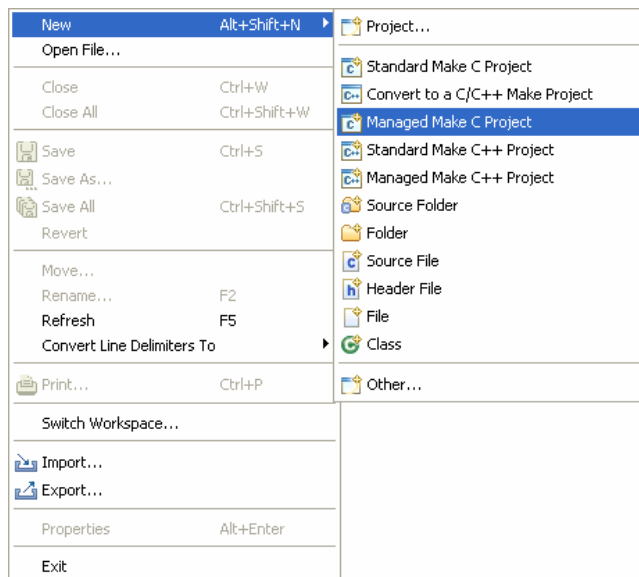 New Alt+Shift+N
Open File...
Close Ctrl+W
Close All Ctrl+Shift+W
Save Ctrl+S
Save As...
Save All Ctrl+Shift+S
Revert
Move...
Rename... F2
Refresh F5
Convert Line Delimiters To
Print... Ctrl+P
Switch Workspace...
Import...
Export...
Properties Alt+Enter
Exit
Project...
Standard Make C Project
Convert to a C/C++ Make Project
Managed Make C Project
Standard Make C++ Project
Managed Make C++ Project
Source Folder
Folder
Source File
Header File
File
Class
Other...